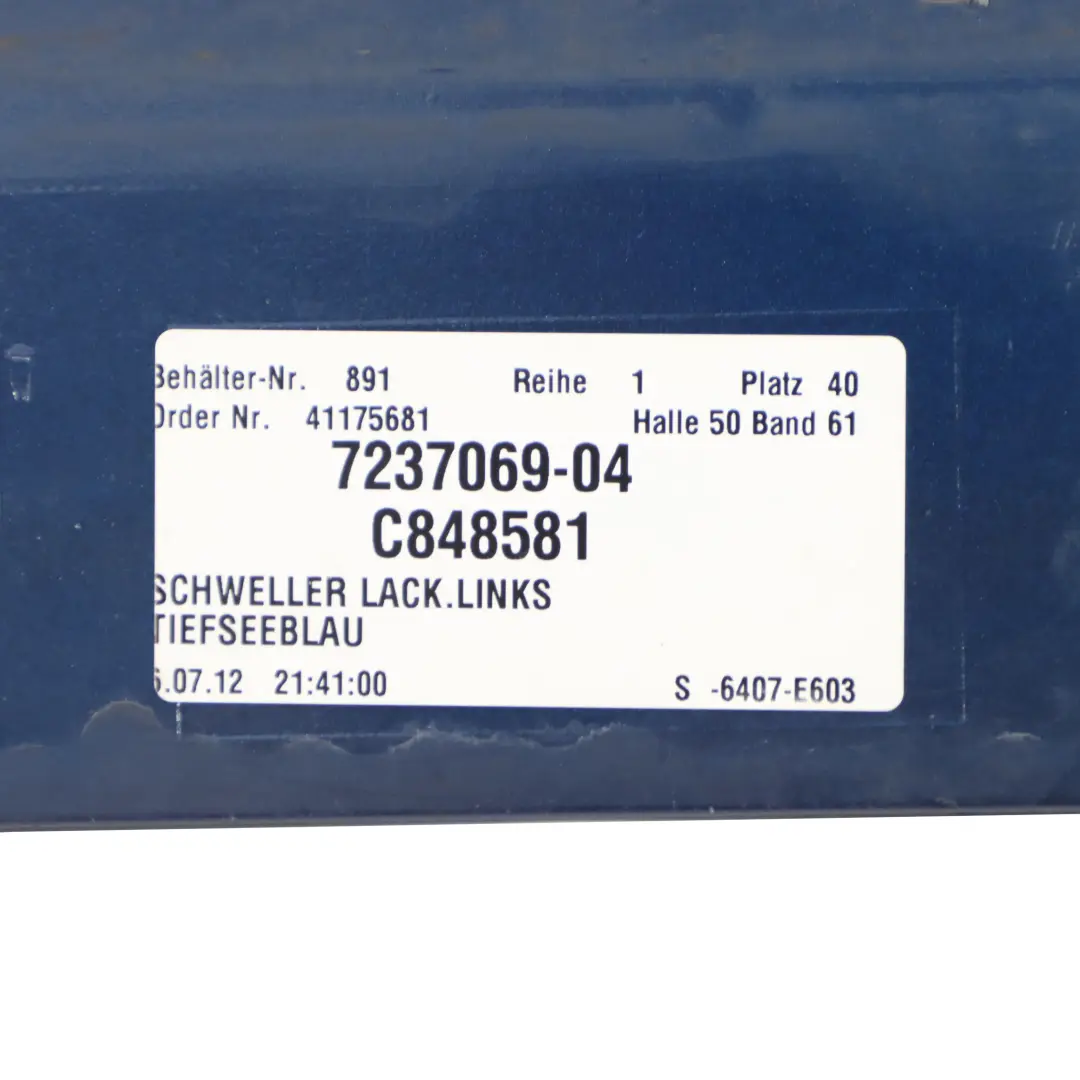 Behälter-Nr. 891 Reihe 1 Platz 40
Order Nr. 41175681 Halle 50 Band 61
7237069-04
C848581
SCHWELLER LACK.LINKS
TIEFSEEBLAU
6.07.12 21:41:00 S -6407-E603